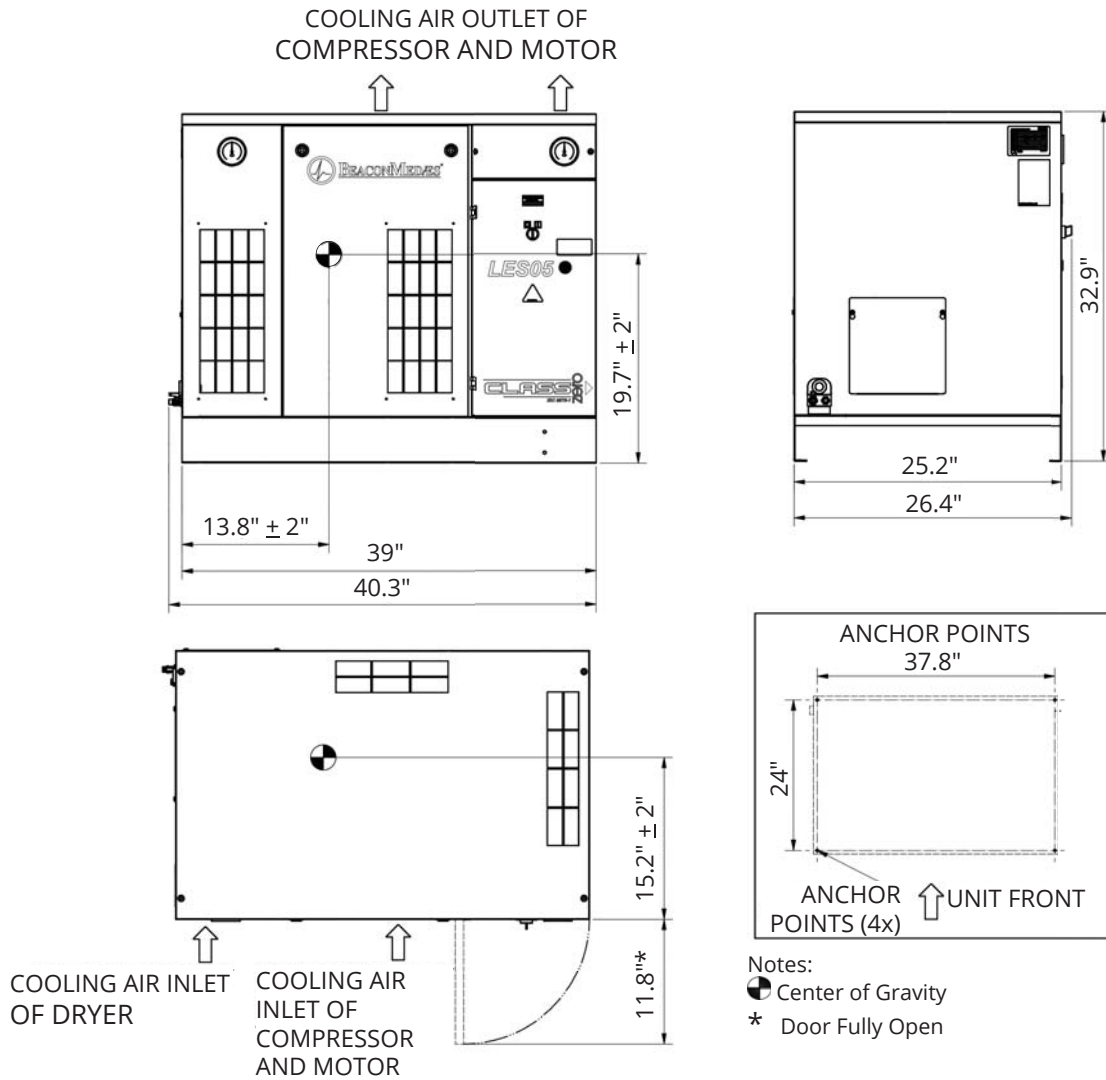 COOLING AIR OUTLET OF
COMPRESSOR AND MOTOR
BEACONMEDÆS
LES05
CLASS
zero
19.7" ± 2"
13.8" ± 2"
39"
40.3"
32.9"
25.2"
26.4"
15.2" ± 2"
11.8"*
COOLING AIR INLET
OF DRYER
COOLING AIR
INLET OF
COMPRESSOR
AND MOTOR
ANCHOR POINTS
37.8"
24"
ANCHOR
POINTS (4x)
UNIT FRONT
Notes:
Center of Gravity
* Door Fully Open